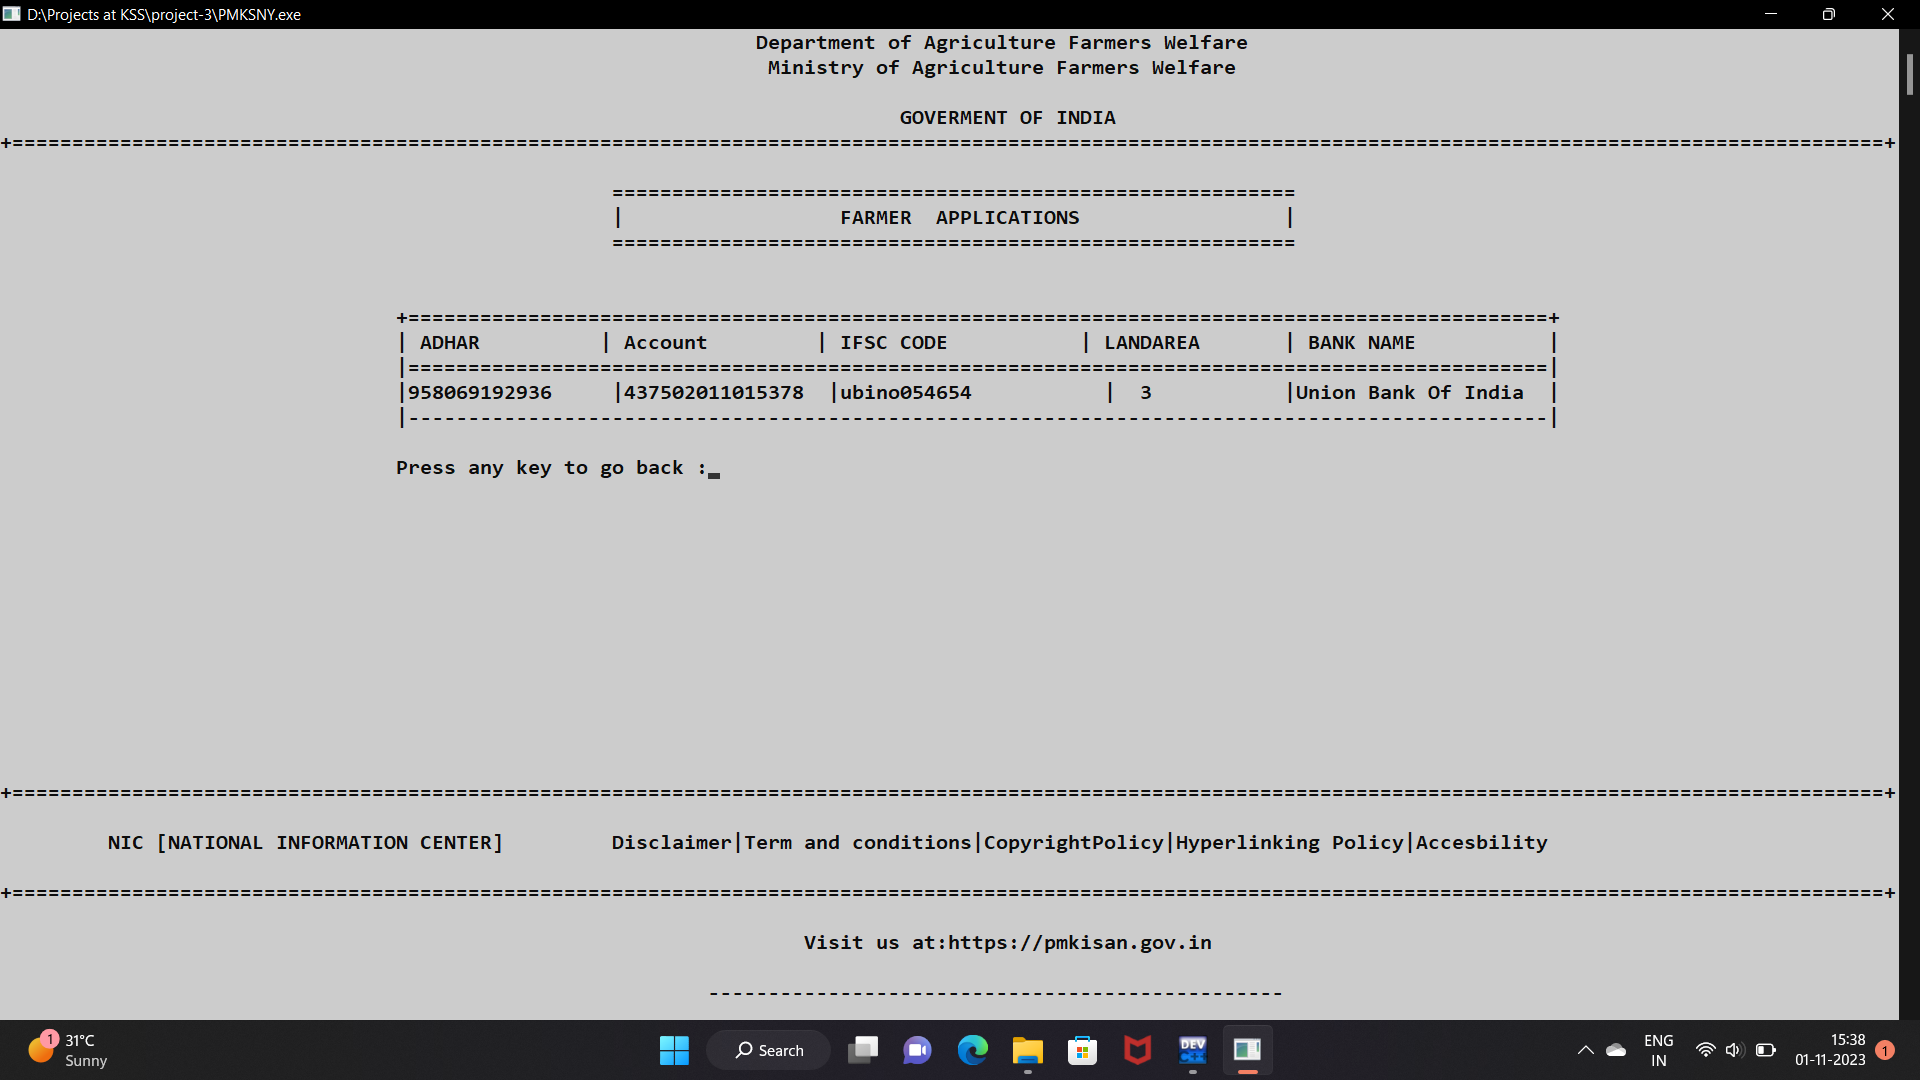 D:\Projects at KSS\project-3\PMKSNY.exe
Department of Agriculture Farmers Welfare
Ministry of Agriculture Farmers Welfare
GOVERMENT OF INDIA
FARMER  APPLICATIONS
| ADHAR | Account | IFSC CODE | LANDAREA | BANK NAME |
|958069192936 |437502011015378 |ubino054654 | 3 |Union Bank Of India |
Press any key to go back :
NIC [NATIONAL INFORMATION CENTER] Disclaimer|Term and conditions|CopyrightPolicy|Hyperlinking Policy|Accesbility
Visit us at:https://pmkisan.gov.in
1 31°C
Sunny
Search
DEV
C++
ENG
IN
15:38
01-11-2023
1